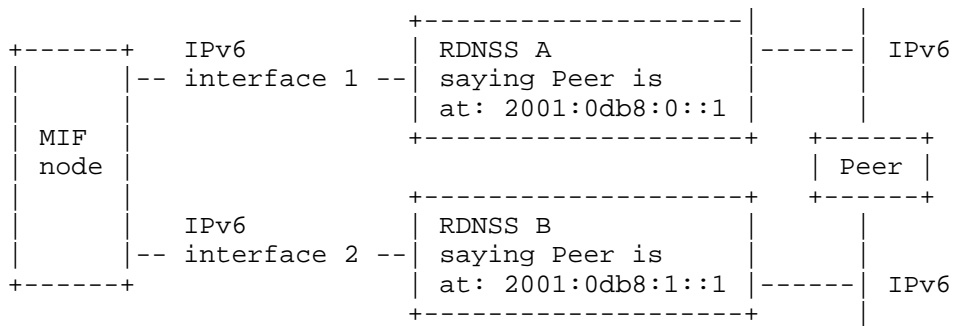 IPv6 RDNSS A IPv6
-- interface 1 -- saying Peer is
at: 2001:0db8:0::1
MIF
node Peer
IPv6 RDNSS B
-- interface 2 -- saying Peer is
at: 2001:0db8:1::1 IPv6